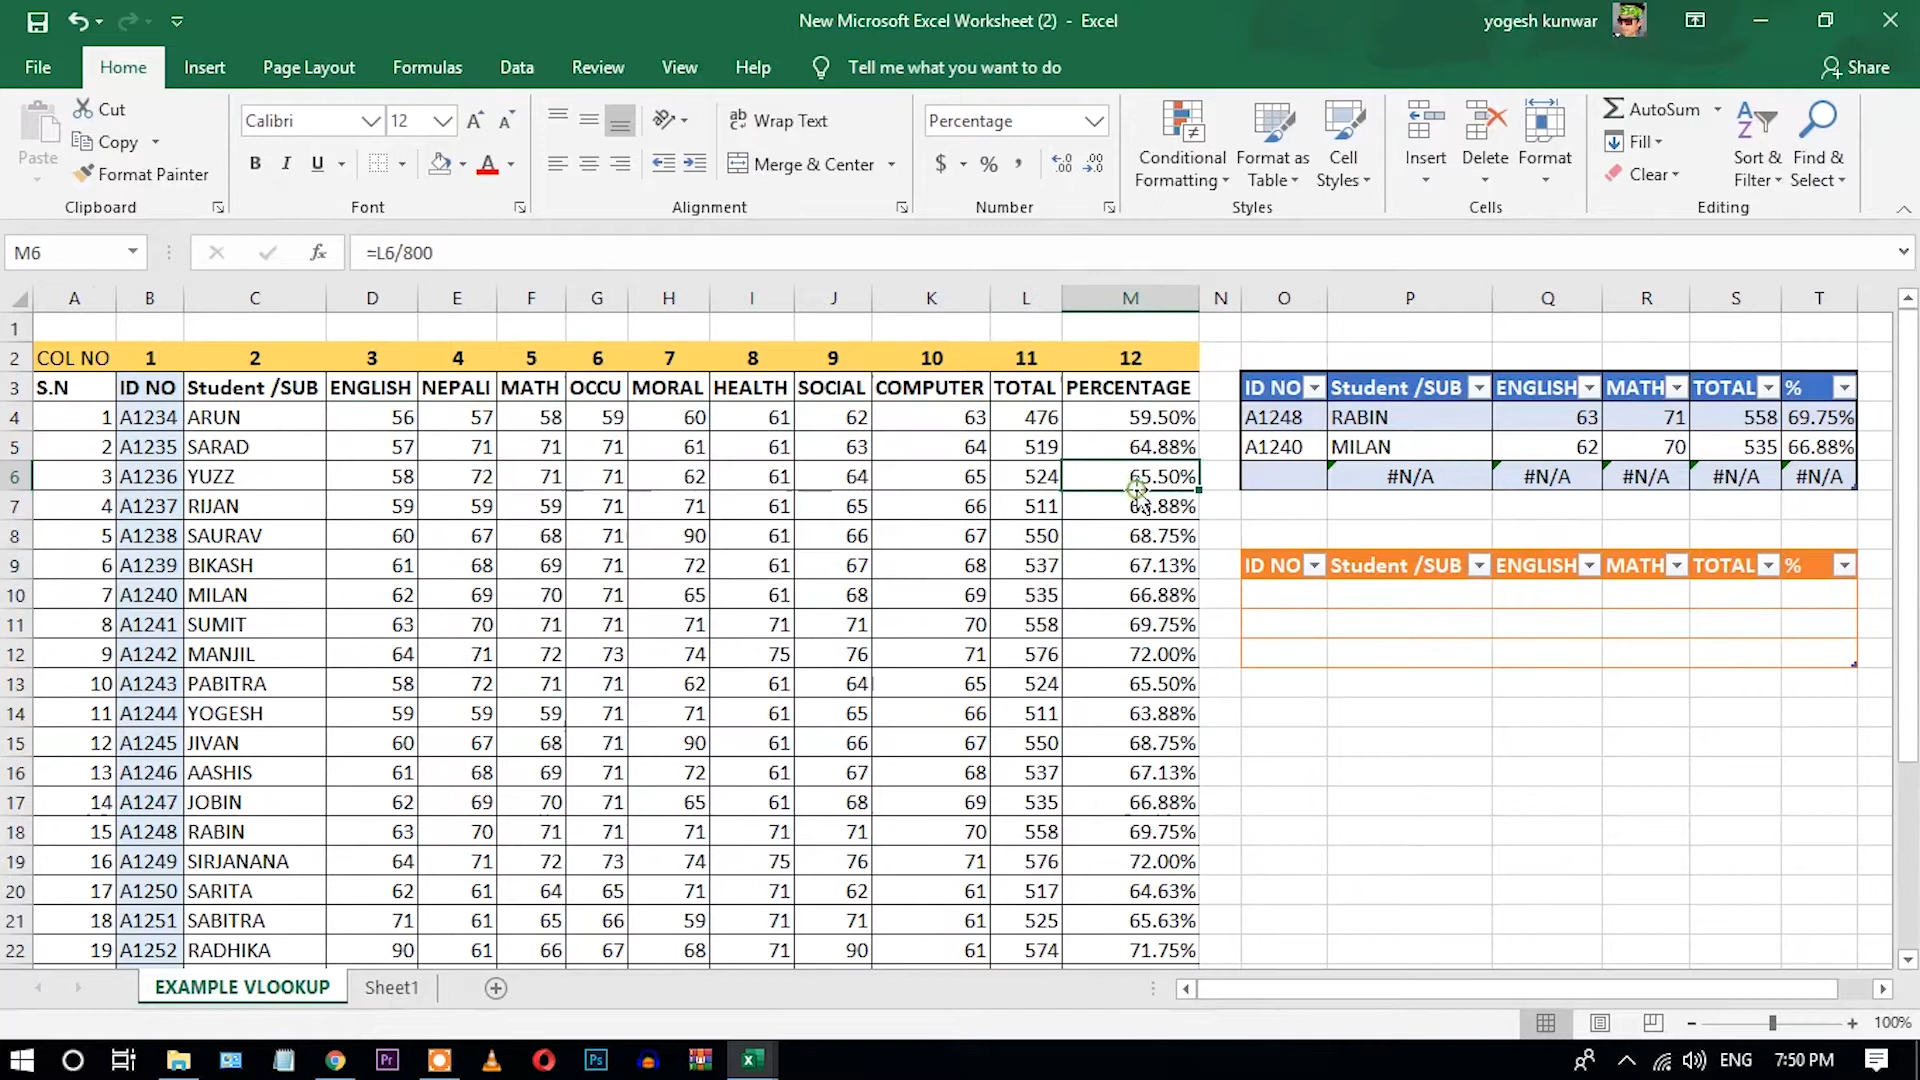 New Microsoft Excel Worksheet (2) - Excel
yogesh kunwar
File Home Insert Page Layout Formulas Data Review View Help Tell me what you want to do Share
Paste Cut Copy Format Painter Clipboard
Calibri 12 A A B I U A Font
ab Wrap Text Merge & Center Alignment
Percentage $ % , Number
Conditional Formatting Format as Table Cell Styles Styles
Insert Delete Format Cells
AutoSum Fill Clear Sort & Filter Find & Select Editing
M6 fx =L6/800
A B C D E F G H I J K L M N O P Q R S T
1
2 COL NO 1 2 3 4 5 6 7 8 9 10 11 12
3 S.N ID NO Student /SUB ENGLISH NEPALI MATH OCCU MORAL HEALTH SOCIAL COMPUTER TOTAL PERCENTAGE ID NO Student /SUB ENGLISH MATH TOTAL %
4 1 A1234 ARUN 56 57 58 59 60 61 62 63 476 59.50% A1248 RABIN 63 71 558 69.75%
5 2 A1235 SARAD 57 71 71 71 61 61 63 64 519 64.88% A1240 MILAN 62 70 535 66.88%
6 3 A1236 YUZZ 58 72 71 71 62 61 64 65 524 65.50% #N/A #N/A #N/A #N/A #N/A
7 4 A1237 RIJAN 59 59 59 71 71 61 65 66 511 .88%
8 5 A1238 SAURAV 60 67 68 71 90 61 66 67 550 68.75%
9 6 A1239 BIKASH 61 68 69 71 72 61 67 68 537 67.13% ID NO Student /SUB ENGLISH MATH TOTAL %
10 7 A1240 MILAN 62 69 70 71 65 61 68 69 535 66.88%
11 8 A1241 SUMIT 63 70 71 71 71 71 71 70 558 69.75%
12 9 A1242 MANJIL 64 71 72 73 74 75 76 71 576 72.00%
13 10 A1243 PABITRA 58 72 71 71 62 61 64 65 524 65.50%
14 11 A1244 YOGESH 59 59 59 71 71 61 65 66 511 63.88%
15 12 A1245 JIVAN 60 67 68 71 90 61 66 67 550 68.75%
16 13 A1246 AASHIS 61 68 69 71 72 61 67 68 537 67.13%
17 14 A1247 JOBIN 62 69 70 71 65 61 68 69 535 66.88%
18 15 A1248 RABIN 63 70 71 71 71 71 71 70 558 69.75%
19 16 A1249 SIRJANANA 64 71 72 73 74 75 76 71 576 72.00%
20 17 A1250 SARITA 62 61 64 65 71 71 62 61 517 64.63%
21 18 A1251 SABITRA 71 61 65 66 59 71 71 61 525 65.63%
22 19 A1252 RADHIKA 90 61 66 67 68 71 90 61 574 71.75%
EXAMPLE VLOOKUP Sheet1
100%
Pr Ps ENG 7:50 PM